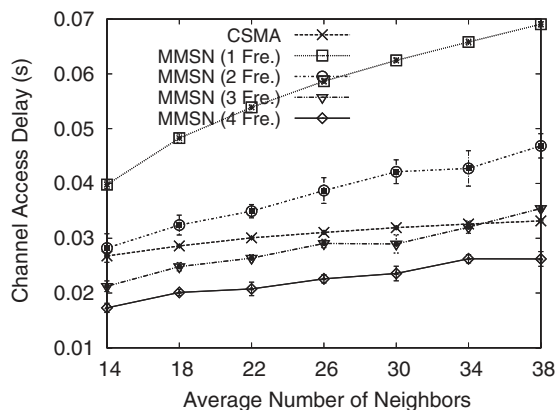 0.07
0.06
0.05
0.04
0.03
0.02
0.01
Channel Access Delay (s)
CSMA
MMSN (1 Fre.)
MMSN (2 Fre.)
MMSN (3 Fre.)
MMSN (4 Fre.)
14 18 22 26 30 34 38
Average Number of Neighbors